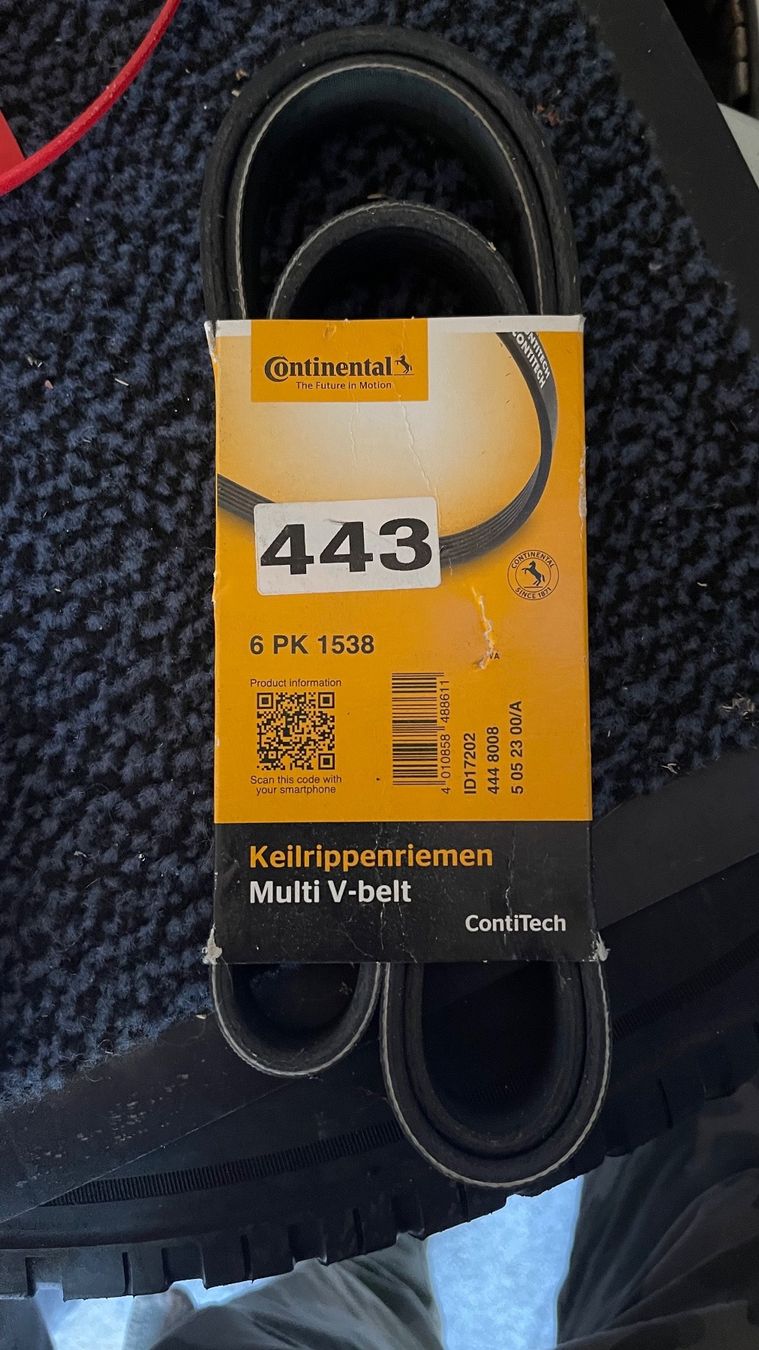 Continental
The Future in Motion
CONTITECH
CONTITECH
443
CONTINENTAL
SINCE 1871
6 PK 1538
Product information
Scan this code with
your smartphone
4 010858 488611
ID17202
444 8008
5 05 23 00/A
Keilrippenriemen
Multi V-belt
ContiTech